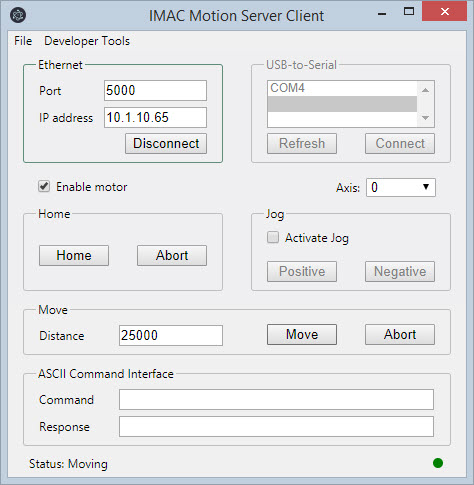 IMAC Motion Server Client
File Developer Tools
Ethernet
Port 5000
IP address 10.1.10.65
Disconnect
USB-to-Serial
COM4
Refresh Connect
Enable motor
Axis: 0
Home
Home Abort
Jog
Activate Jog
Positive Negative
Move
Distance 25000 Move Abort
ASCII Command Interface
Command
Response
Status: Moving